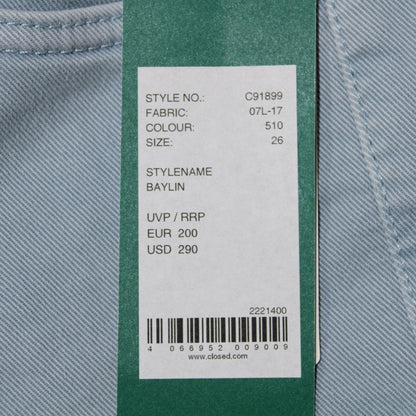 STYLE NO.: C91899
FABRIC: 07L-17
COLOUR: 510
SIZE: 26
STYLENAME
BAYLIN
UVP / RRP
EUR 200
USD 290
2221400
4 066952 009009
www.closed.com